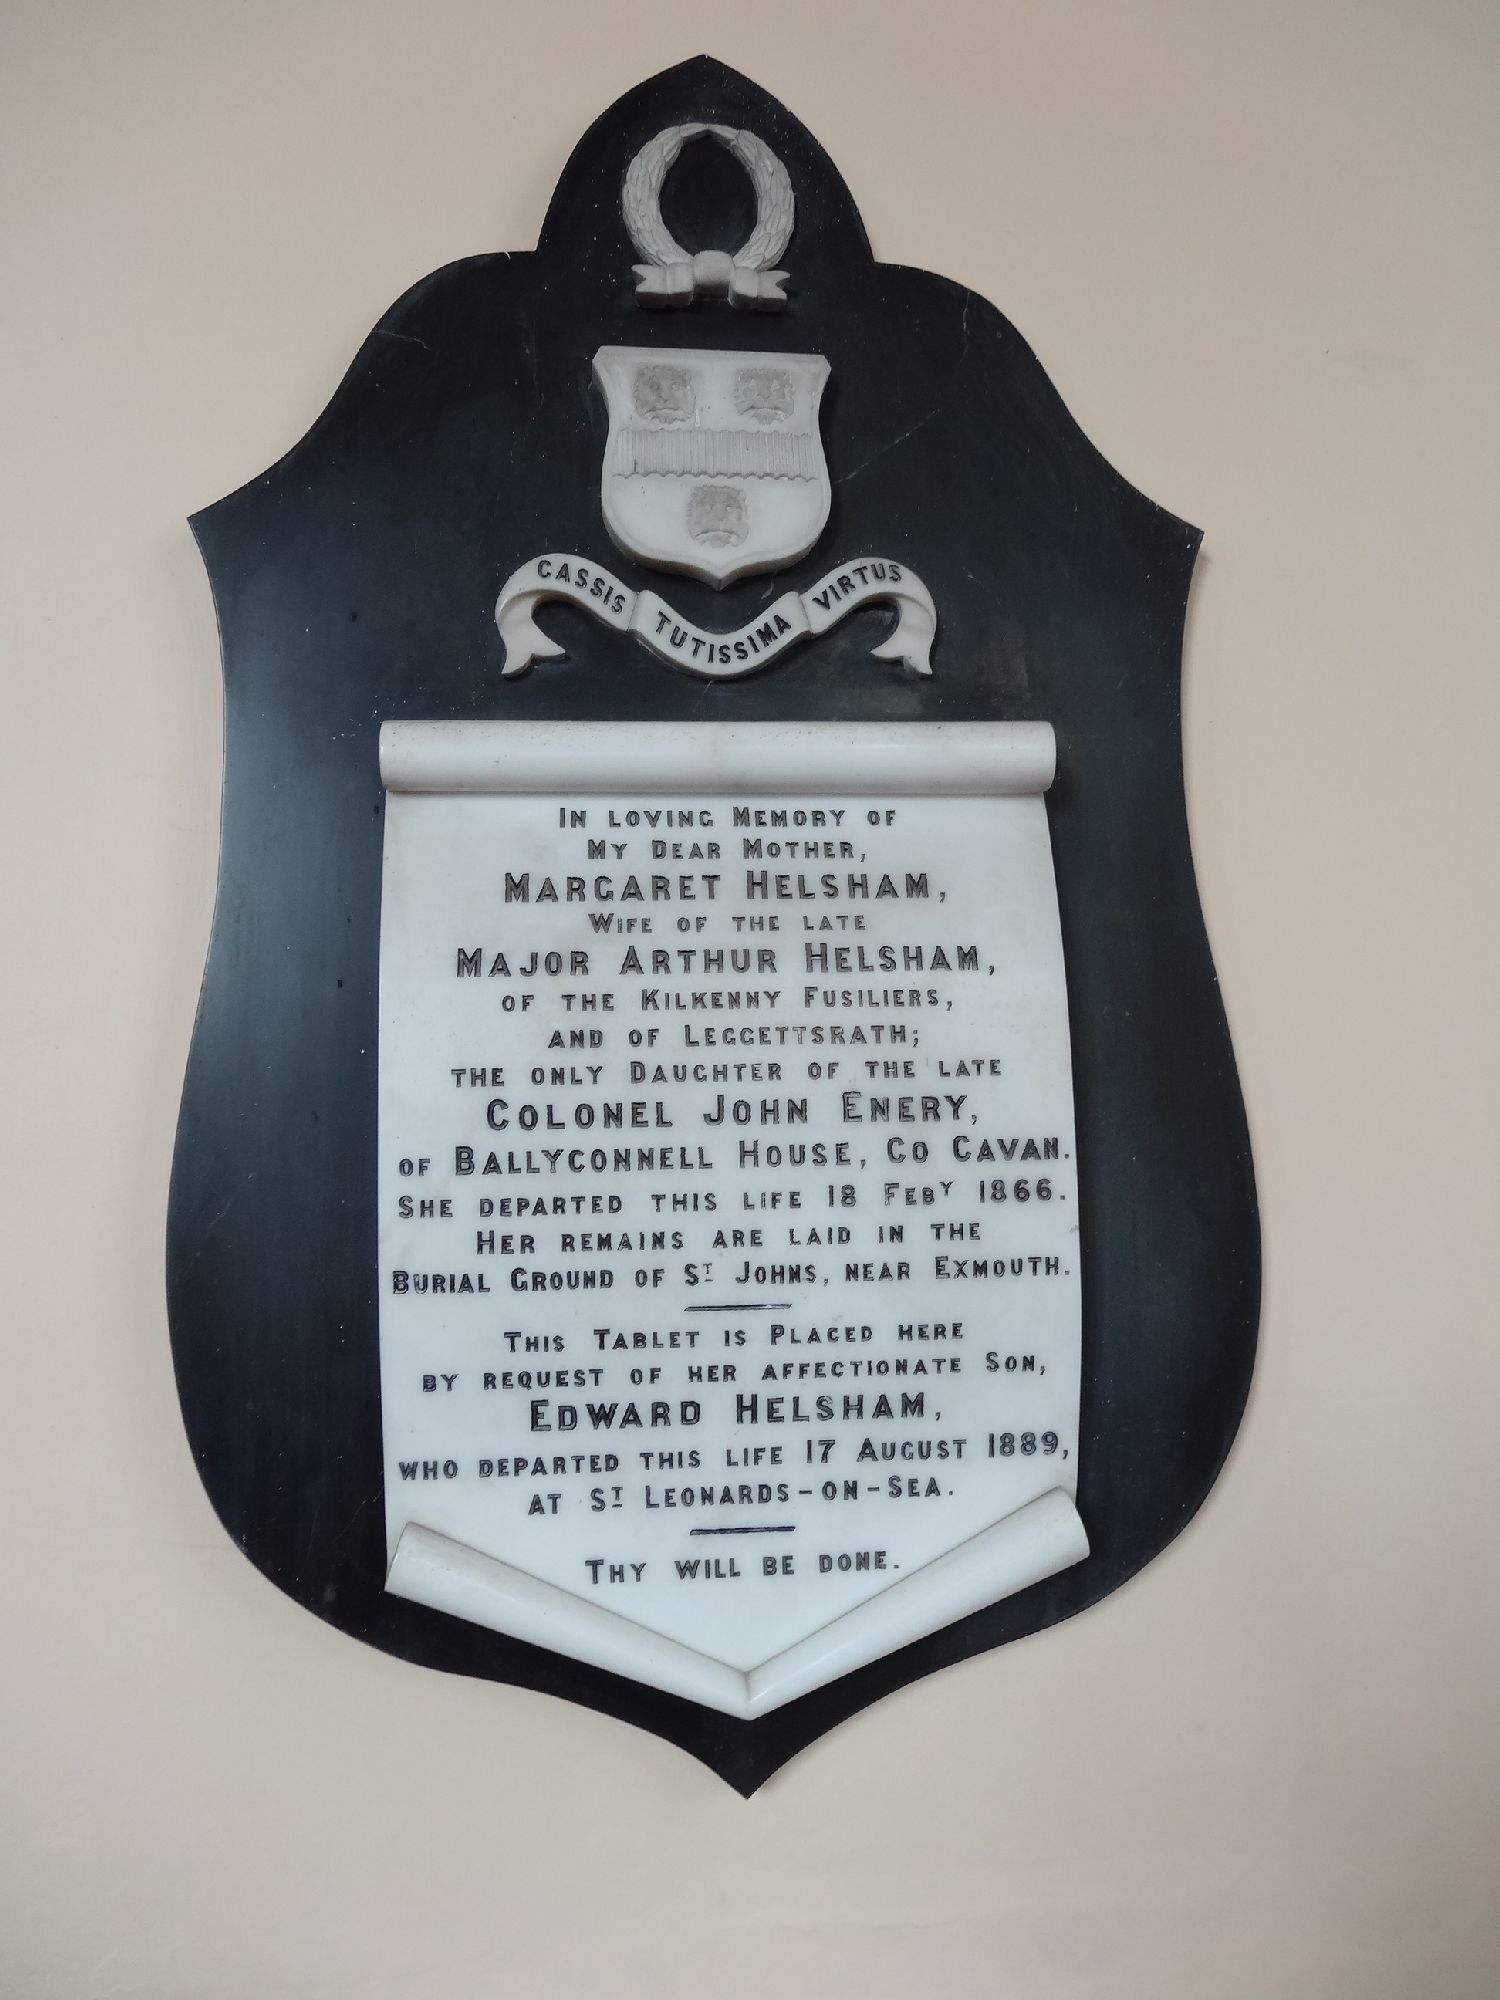 CASSIS TUTISSIMA VIRTUS
IN LOVING MEMORY OF
MY DEAR MOTHER,
MARGARET HELSHAM,
WIFE OF THE LATE
MAJOR ARTHUR HELSHAM,
OF THE KILKENNY FUSILIERS,
AND OF LEGGETTSRATH;
THE ONLY DAUGHTER OF THE LATE
COLONEL JOHN ENERY,
OF BALLYCONNELL HOUSE, CO CAVAN.
SHE DEPARTED THIS LIFE 18 FEBY 1866.
HER REMAINS ARE LAID IN THE
BURIAL GROUND OF ST JOHNS, NEAR EXMOUTH.
THIS TABLET IS PLACED HERE
BY REQUEST OF HER AFFECTIONATE SON,
EDWARD HELSHAM,
WHO DEPARTED THIS LIFE 17 AUGUST 1889,
AT ST LEONARDS-ON-SEA.
THY WILL BE DONE.